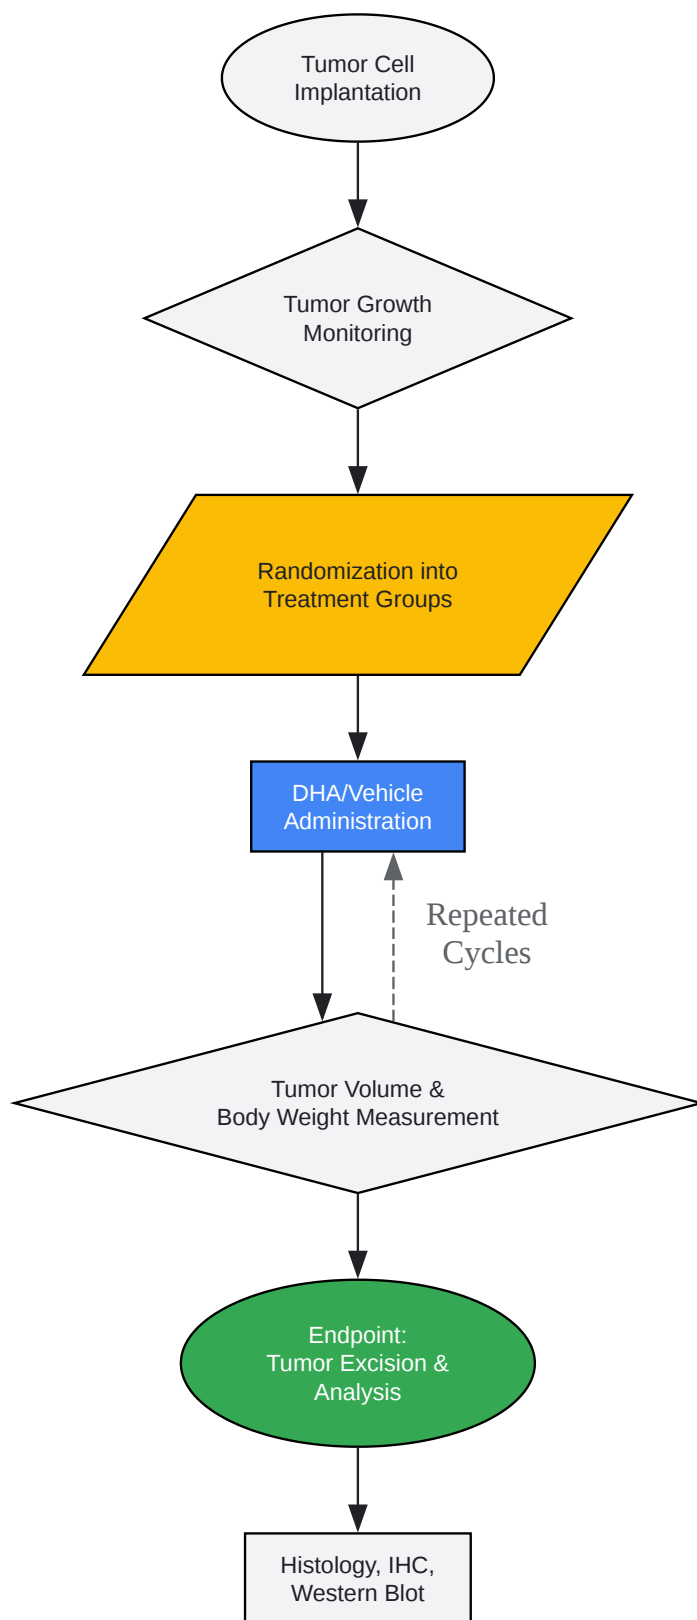 Tumor Cell
Implantation
Tumor Growth
Monitoring
Randomization into
Treatment Groups
DHA/Vehicle
Administration
Repeated
Cycles
Tumor Volume &
Body Weight Measurement
Endpoint:
Tumor Excision &
Analysis
Histology, IHC,
Western Blot